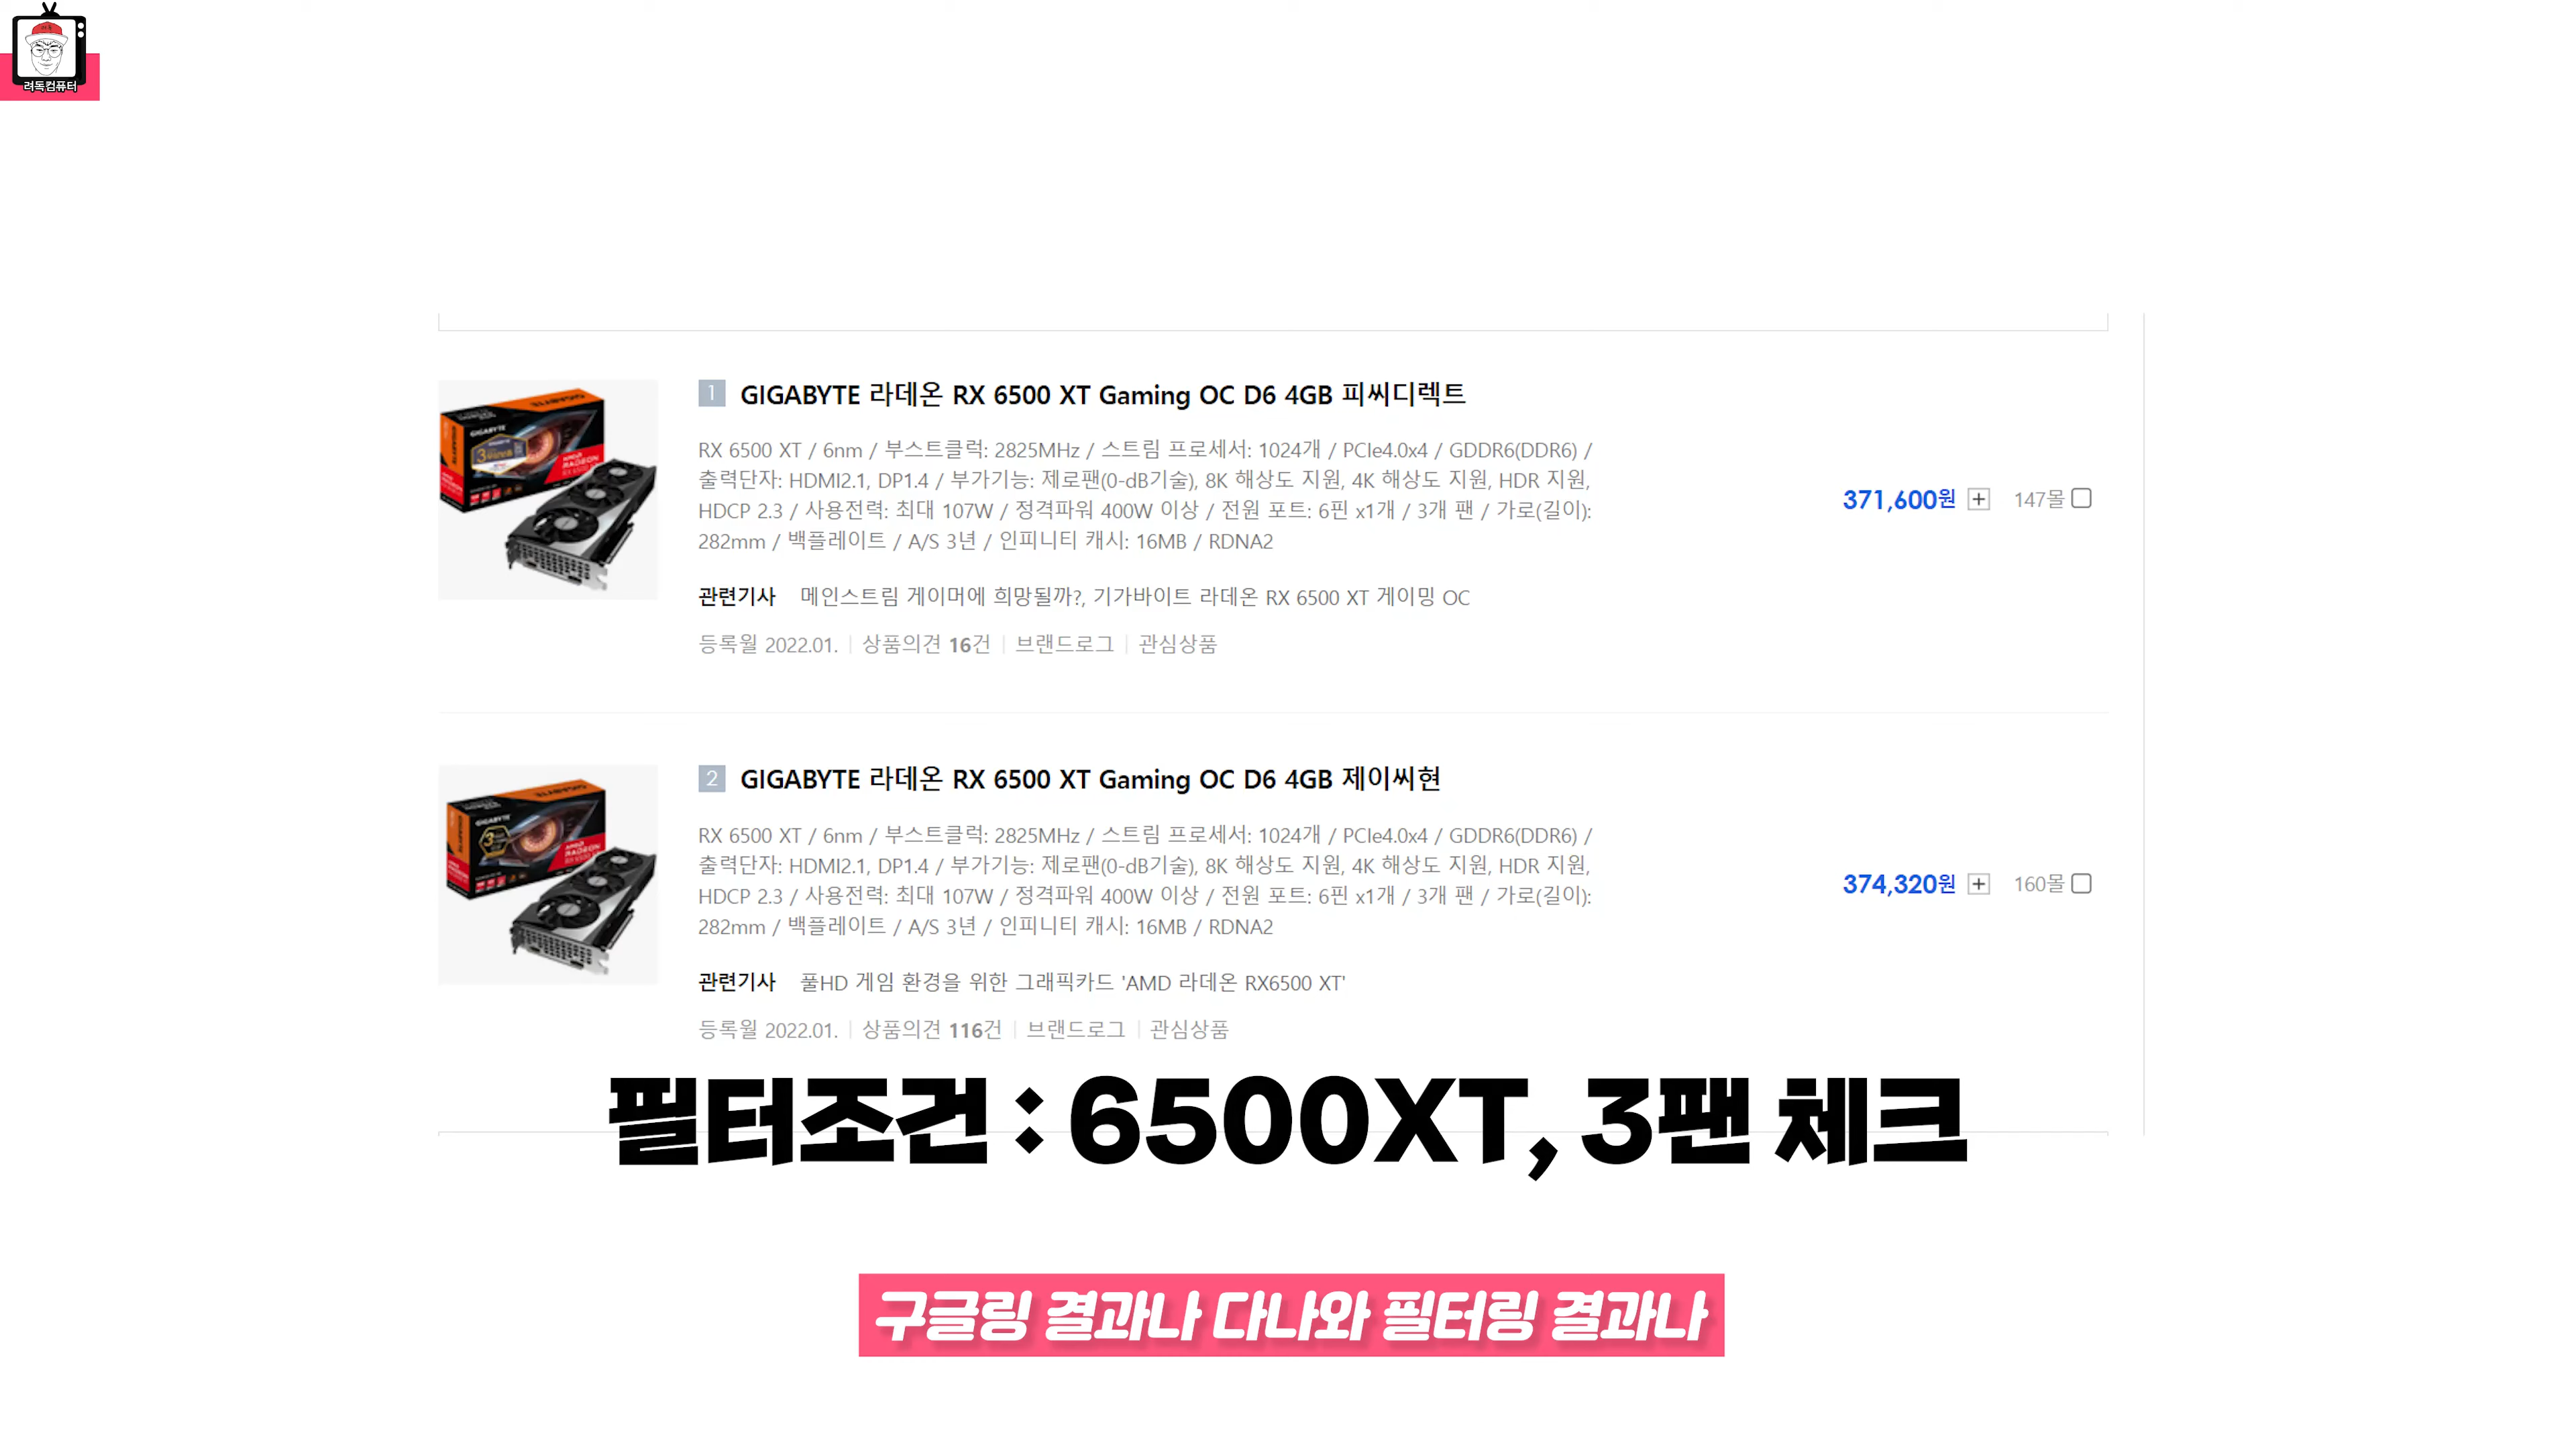 려독컴퓨터
1 GIGABYTE 라데온 RX 6500 XT Gaming OC D6 4GB 피씨디렉트
RX 6500 XT / 6nm / 부스트클럭: 2825MHz / 스트림 프로세서: 1024개 / PCIe4.0x4 / GDDR6(DDR6) /
출력단자: HDMI2.1, DP1.4 / 부가기능: 제로팬(0-dB기술), 8K 해상도 지원, 4K 해상도 지원, HDR 지원,
HDCP 2.3 / 사용전력: 최대 107W / 정격파워 400W 이상 / 전원 포트: 6핀 x1개 / 3개 팬 / 가로(길이):
282mm / 백플레이트 / A/S 3년 / 인피니티 캐시: 16MB / RDNA2
371,600원 147몰
관련기사 메인스트림 게이머에 희망될까?, 기가바이트 라데온 RX 6500 XT 게이밍 OC
등록월 2022.01. 상품의견 16건 브랜드로그 관심상품
2 GIGABYTE 라데온 RX 6500 XT Gaming OC D6 4GB 제이씨현
RX 6500 XT / 6nm / 부스트클럭: 2825MHz / 스트림 프로세서: 1024개 / PCIe4.0x4 / GDDR6(DDR6) /
출력단자: HDMI2.1, DP1.4 / 부가기능: 제로팬(0-dB기술), 8K 해상도 지원, 4K 해상도 지원, HDR 지원,
HDCP 2.3 / 사용전력: 최대 107W / 정격파워 400W 이상 / 전원 포트: 6핀 x1개 / 3개 팬 / 가로(길이):
282mm / 백플레이트 / A/S 3년 / 인피니티 캐시: 16MB / RDNA2
374,320원 160몰
관련기사 풀HD 게임 환경을 위한 그래픽카드 'AMD 라데온 RX6500 XT'
등록월 2022.01. 상품의견 116건 브랜드로그 관심상품
필터조건 : 6500XT, 3팬 체크
구글링 결과나 다나와 필터링 결과나